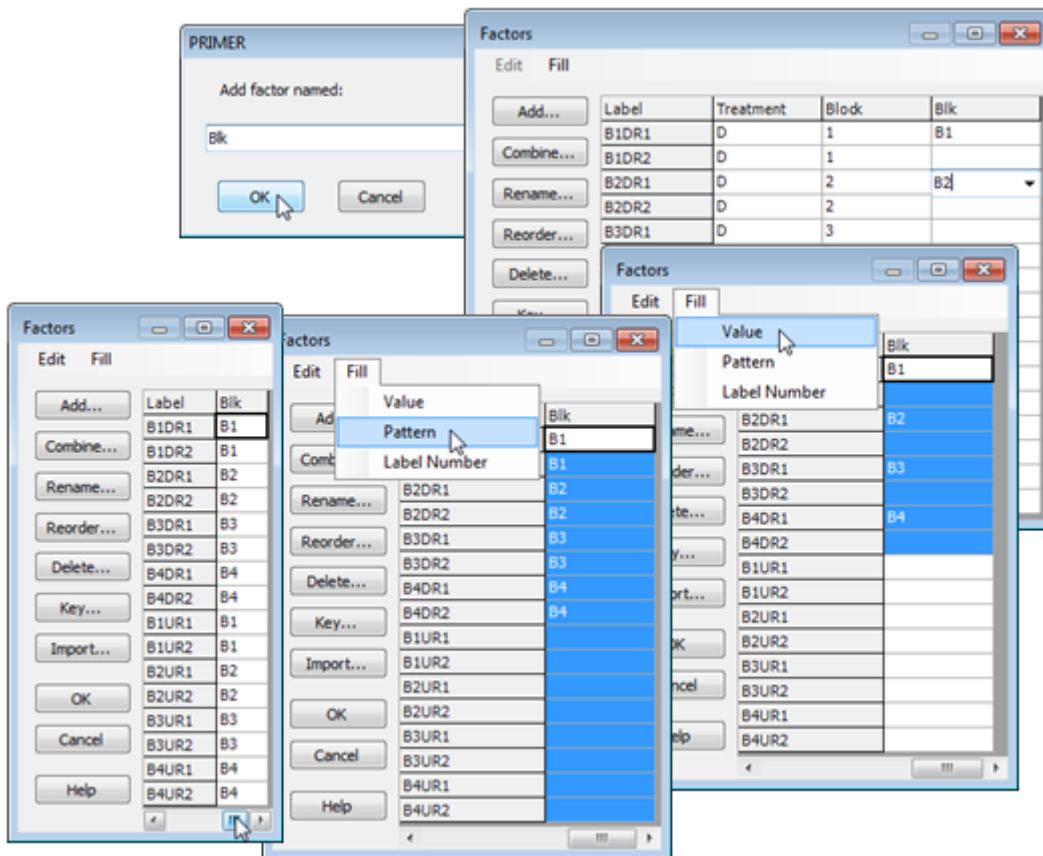 PRIMER
Add factor named:
Blk
OK Cancel
Factors
Edit Fill
Add...
Combine...
Rename...
Reorder...
Delete...
Label Treatment Block Blk
B1DR1 D 1 B1
B1DR2 D 1
B2DR1 D 2 B2
B2DR2 D 2
B3DR1 D 3
Factors
Edit Fill
Value
Pattern
Label Number
Blk
B1
B2DR1 B2
B2DR2
B3DR1 B3
B3DR2
B4DR1 B4
B4DR2
B1UR1
B1UR2
B2UR1
B2UR2
B3UR1
B3UR2
B4UR1
B4UR2
Factors
Edit Fill
Add...
Combine...
Rename...
Reorder...
Delete...
Key...
Import...
OK
Cancel
Help
Label Blk
B1DR1 B1
B1DR2 B1
B2DR1 B2
B2DR2 B2
B3DR1 B3
B3DR2 B3
B4DR1 B4
B4DR2 B4
B1UR1 B1
B1UR2 B1
B2UR1 B2
B2UR2 B2
B3UR1 B3
B3UR2 B3
B4UR1 B4
B4UR2 B4
actors
Edit Fill
Value
Pattern
Label Number
Ad
Comb
Rename...
Reorder...
Delete...
Key...
Import...
OK
Cancel
Help
Blk
B1
B1
B2DR1 B2
B2DR2 B2
B3DR1 B3
B3DR2 B3
B4DR1 B4
B4DR2 B4
B1UR1
B1UR2
B2UR1
B2UR2
B3UR1
B3UR2
B4UR1
B4UR2